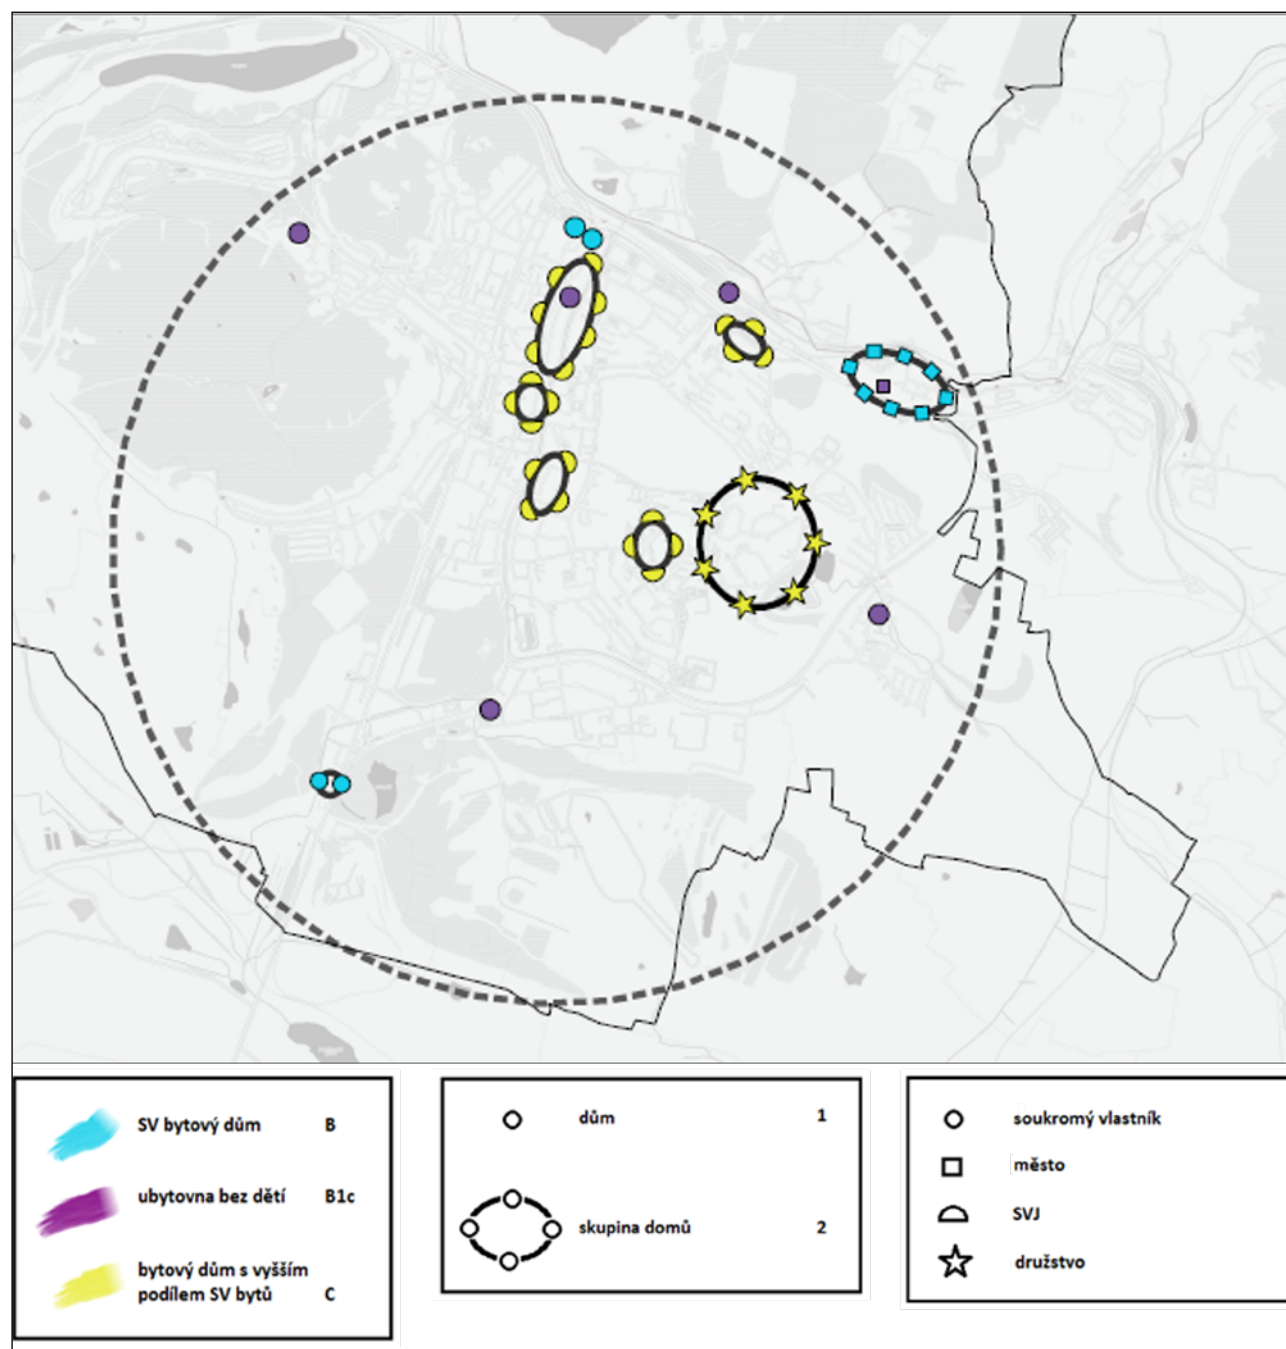 SV bytový dům B
ubytovna bez dětí B1c
bytový dům s vyšším
podílem SV bytů C
dům 1
skupina domů 2
soukromý vlastník
město
SVJ
družstvo